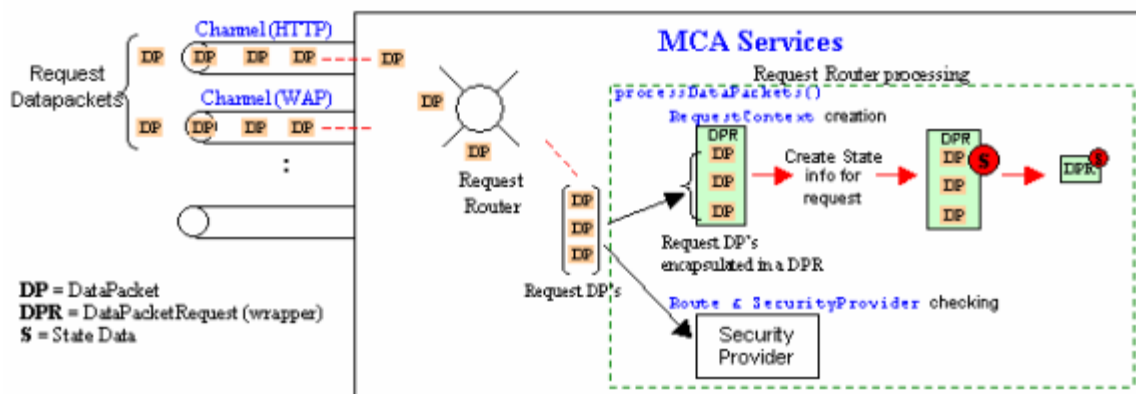 Channel (HTTP)
DP DP DP DP DP
Request
Datapackets
Channel (WAP)
DP DP DP DP
:
DP
DP
Request
Router
MCA Services
Request Router processing
processDataPackets()
RequestContext creation
DPR
DP
DP
DP
Create State
info for
request
DPR
DP
DP
DP
S
DPR
S
Request DP's
encapsulated in a DPR
DP
DP
DP
Request DP's
Route & SecurityProvider checking
Security
Provider
DP = DataPacket
DPR = DataPacketRequest (wrapper)
S = State Data